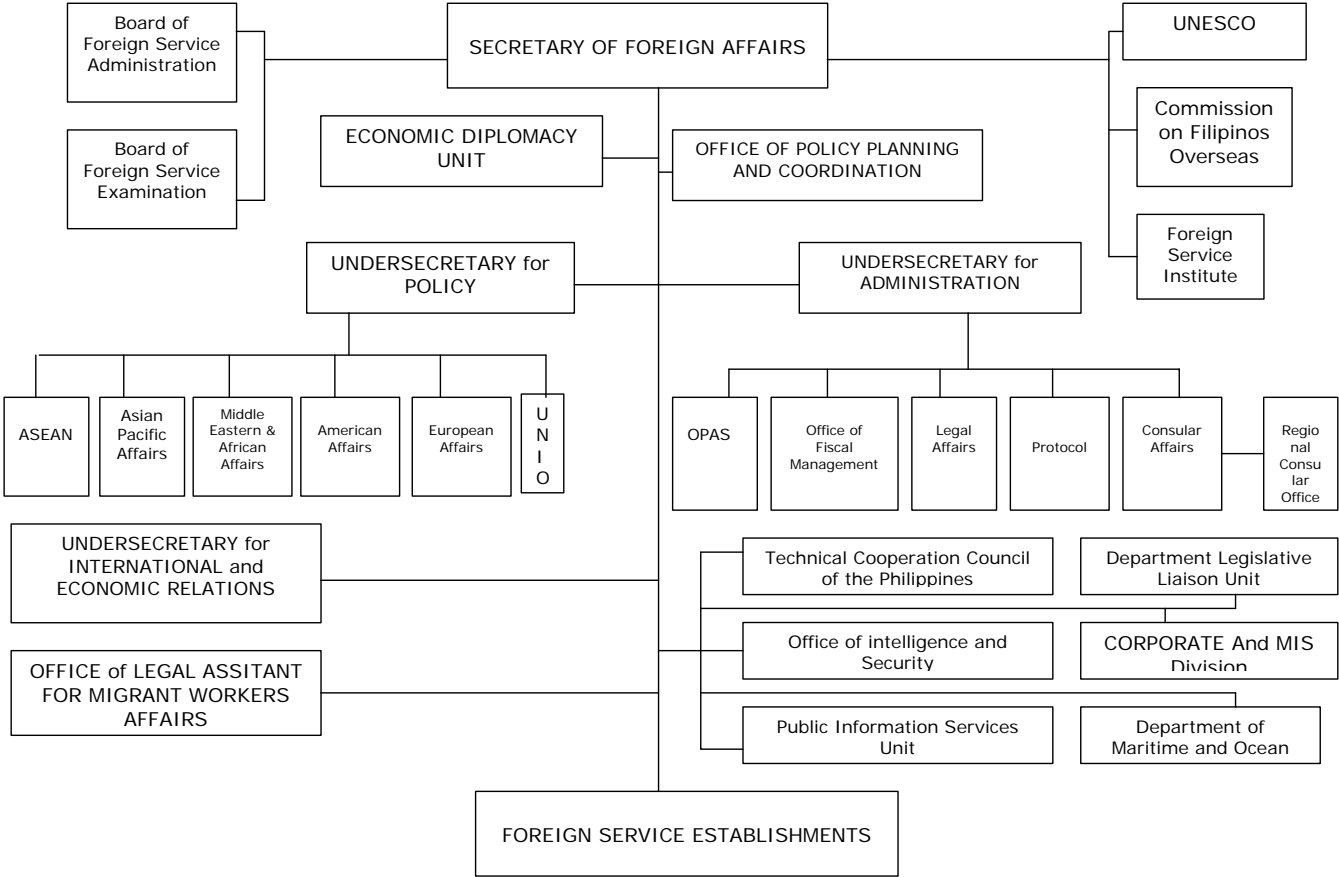 Board of
Foreign Service
Administration
SECRETARY OF FOREIGN AFFAIRS
UNESCO
Commission
on Filipinos
Overseas
Board of
Foreign Service
Examination
ECONOMIC DIPLOMACY
UNIT
OFFICE OF POLICY PLANNING
AND COORDINATION
Foreign
Service
Institute
UNDERSECRETARY for
POLICY
UNDERSECRETARY for
ADMINISTRATION
ASEAN
Asian
Pacific
Affairs
Middle
Eastern &
African
Affairs
American
Affairs
European
Affairs
U
N
I
O
OPAS
Office of
Fiscal
Management
Legal
Affairs
Protocol
Consular
Affairs
Regio
nal
Consu
lar
Office
UNDERSECRETARY for
INTERNATIONAL and
ECONOMIC RELATIONS
Technical Cooperation Council
of the Philippines
Department Legislative
Liaison Unit
Office of intelligence and
Security
CORPORATE And MIS
Division
OFFICE of LEGAL ASSITANT
FOR MIGRANT WORKERS
AFFAIRS
Public Information Services
Unit
Department of
Maritime and Ocean
FOREIGN SERVICE ESTABLISHMENTS